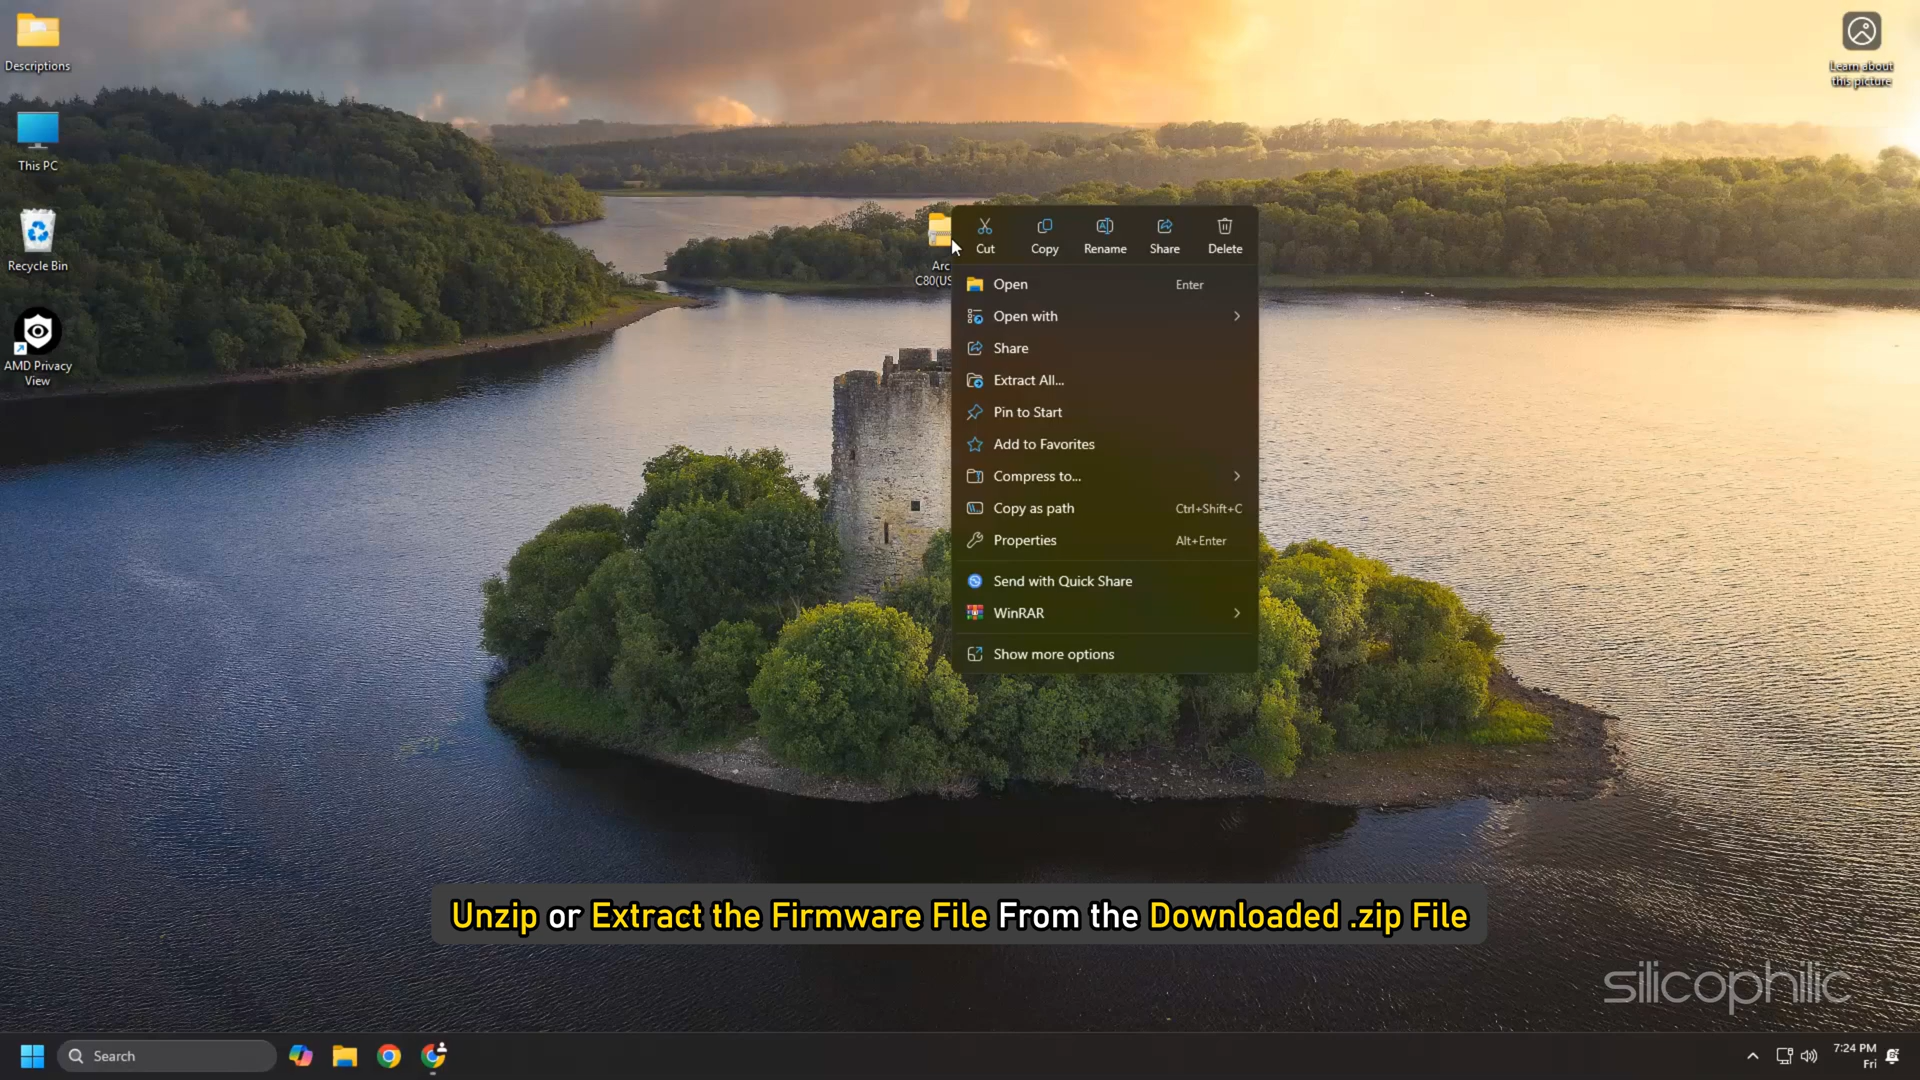 Descriptions
This PC
Recycle Bin
AMD Privacy
View
Learn about
this picture
Arc
C80(US
Cut
Copy
Rename
Share
Delete
Open Enter
Open with
Share
Extract All...
Pin to Start
Add to Favorites
Compress to...
Copy as path Ctrl+Shift+C
Properties Alt+Enter
Send with Quick Share
WinRAR
Show more options
Unzip or Extract the Firmware File From the Downloaded .zip File
silicophilic
Search
7:24 PM
Fri